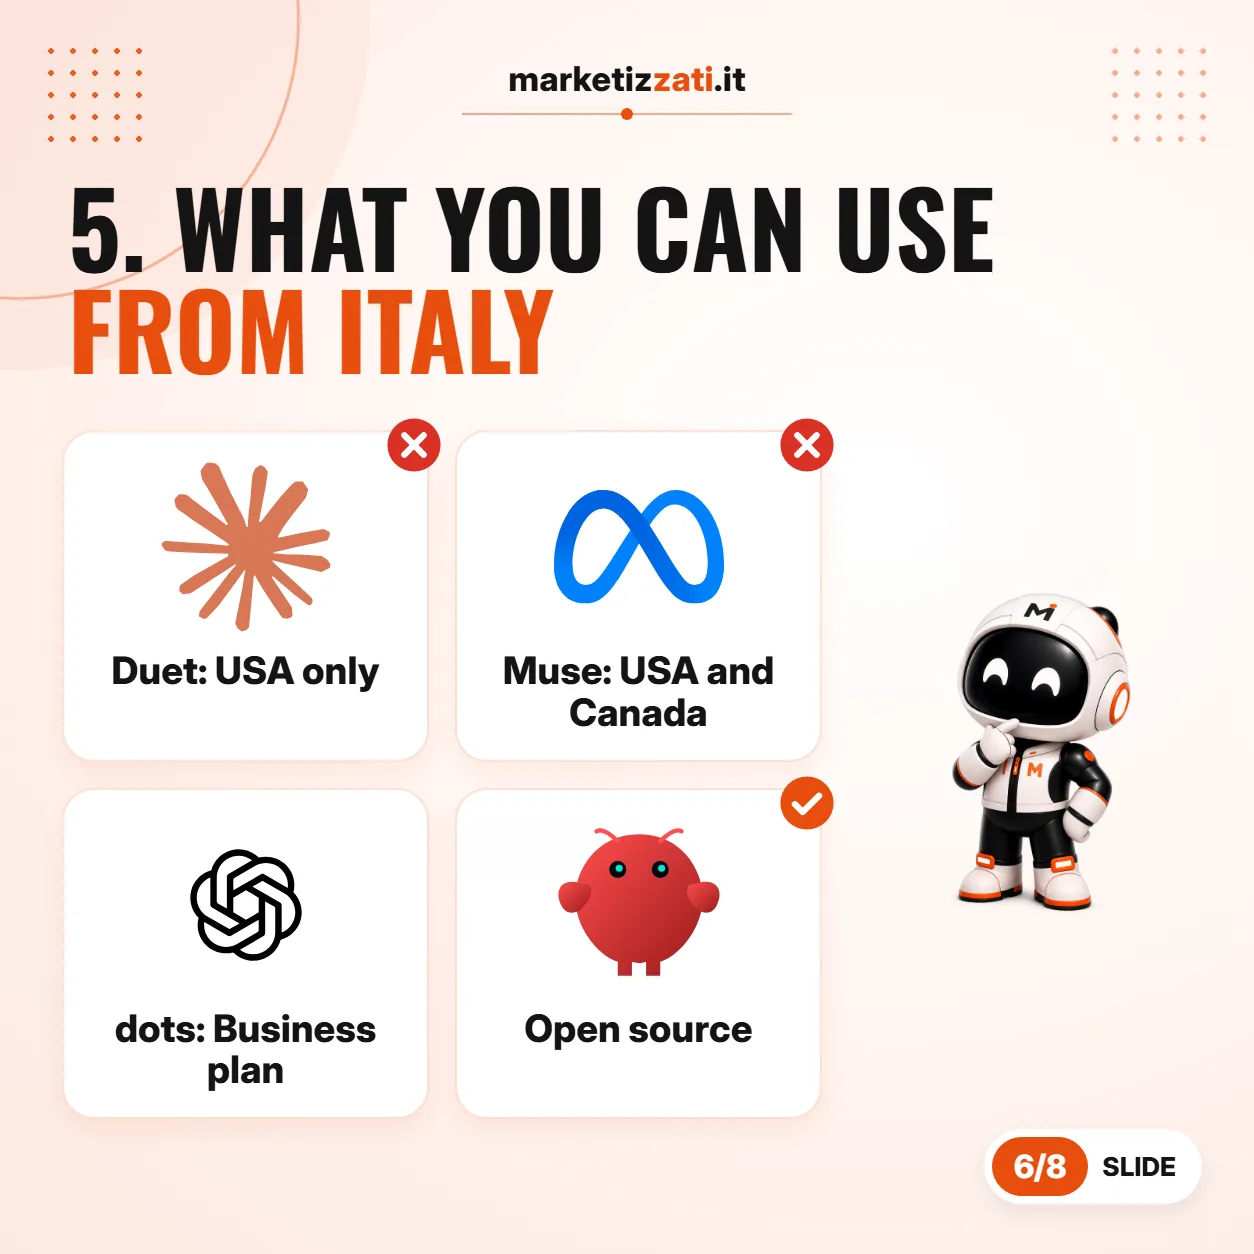 marketizzati.it
5. WHAT YOU CAN USE
FROM ITALY
Duet: USA only
Muse: USA and
Canada
dots: Business
plan
Open source
M
M
6/8 SLIDE